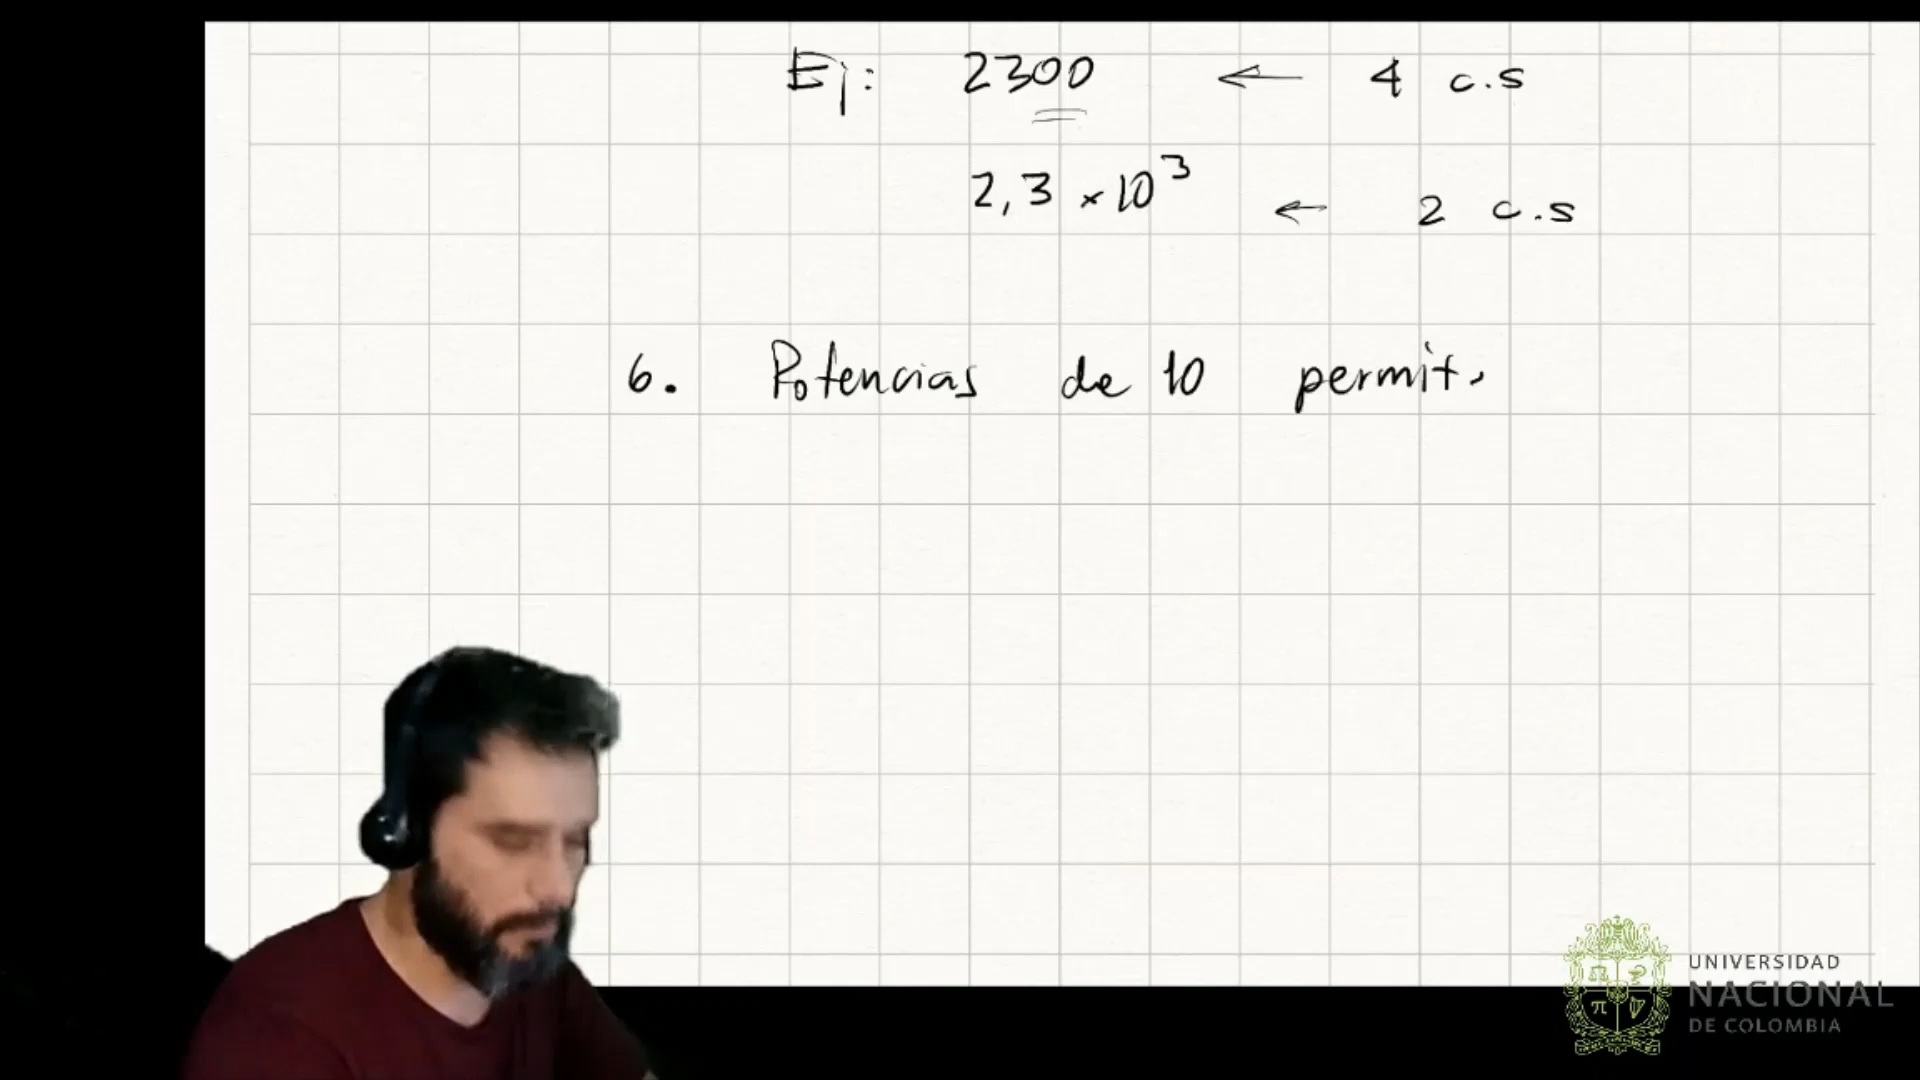 Ej: 2300 ← 4 c.s
2,3 × 10³ ← 2 c.s
6. Potencias de 10 permit
UNIVERSIDAD
NACIONAL
DE COLOMBIA